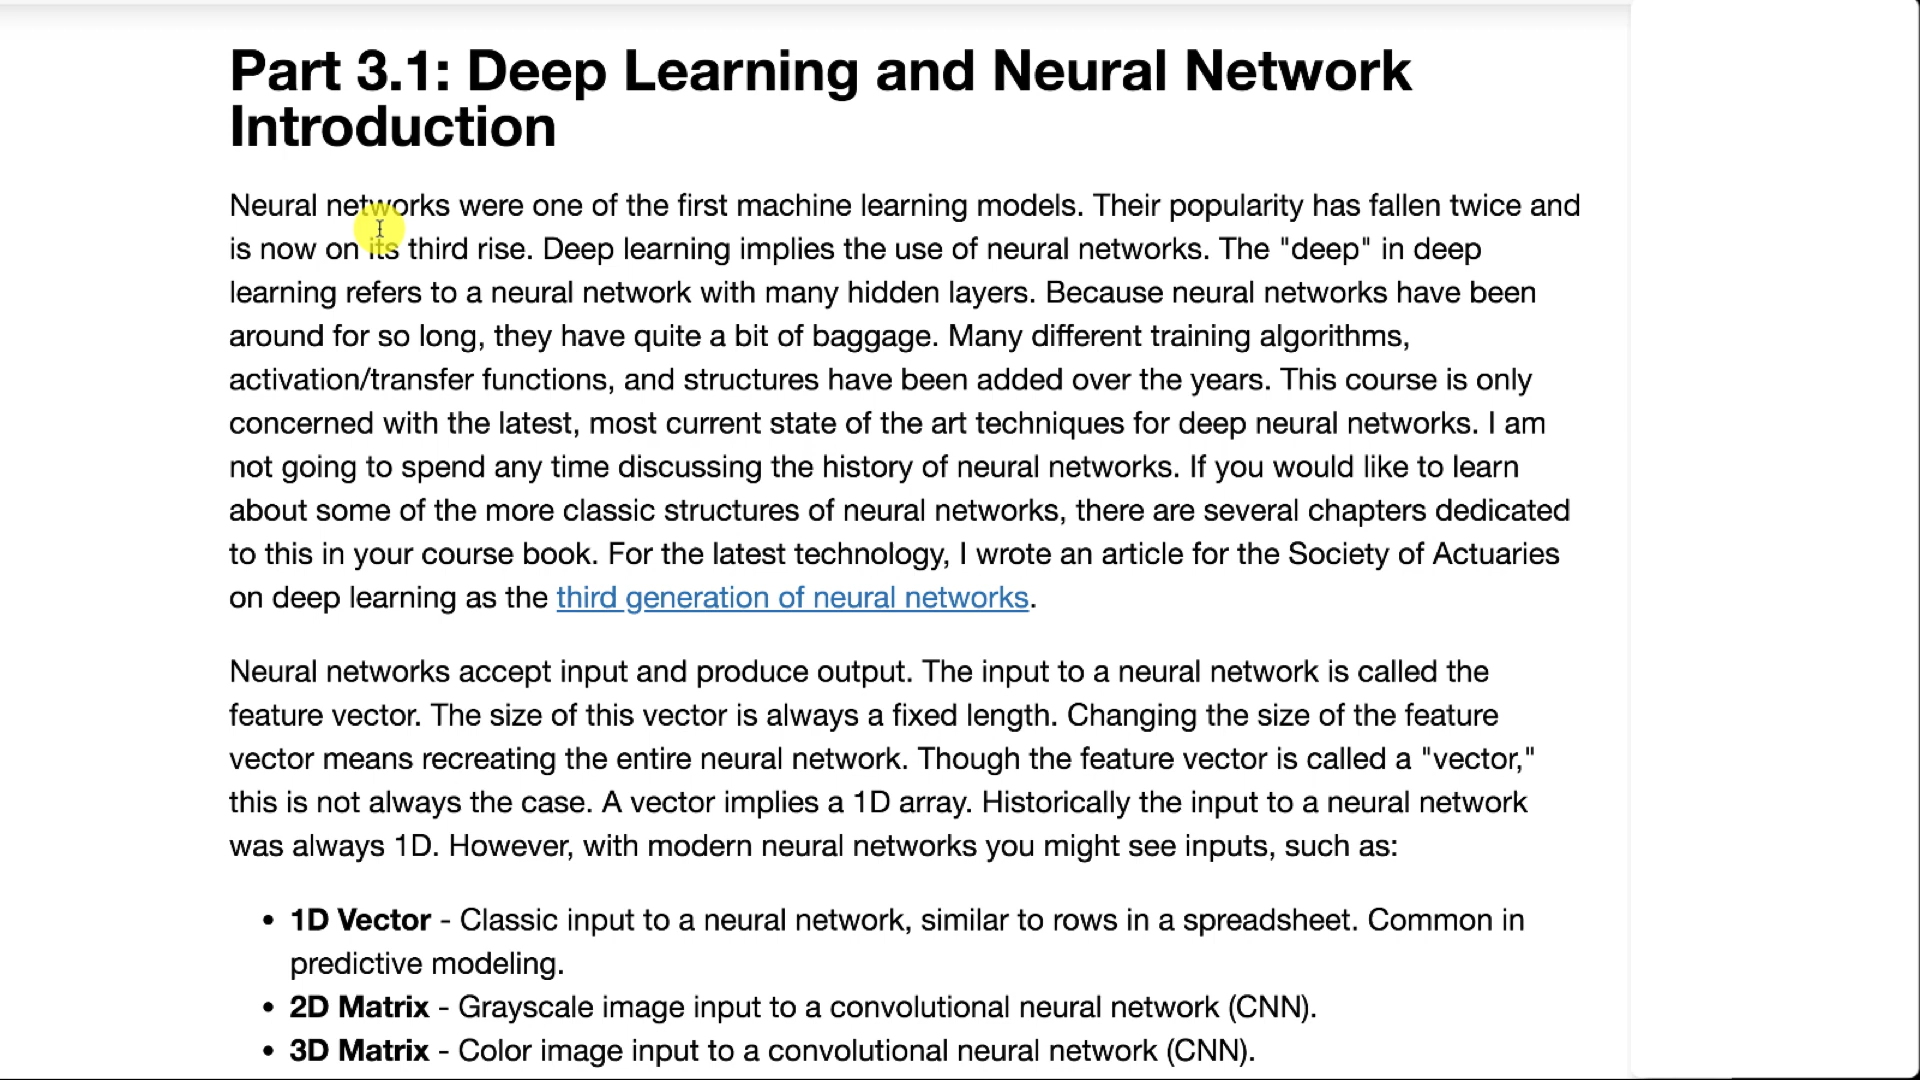 Part 3.1: Deep Learning and Neural Network
Introduction
Neural networks were one of the first machine learning models. Their popularity has fallen twice and
is now on its third rise. Deep learning implies the use of neural networks. The "deep" in deep
learning refers to a neural network with many hidden layers. Because neural networks have been
around for so long, they have quite a bit of baggage. Many different training algorithms,
activation/transfer functions, and structures have been added over the years. This course is only
concerned with the latest, most current state of the art techniques for deep neural networks. I am
not going to spend any time discussing the history of neural networks. If you would like to learn
about some of the more classic structures of neural networks, there are several chapters dedicated
to this in your course book. For the latest technology, I wrote an article for the Society of Actuaries
on deep learning as the third generation of neural networks.
Neural networks accept input and produce output. The input to a neural network is called the
feature vector. The size of this vector is always a fixed length. Changing the size of the feature
vector means recreating the entire neural network. Though the feature vector is called a "vector,"
this is not always the case. A vector implies a 1D array. Historically the input to a neural network
was always 1D. However, with modern neural networks you might see inputs, such as:
• 1D Vector - Classic input to a neural network, similar to rows in a spreadsheet. Common in
predictive modeling.
• 2D Matrix - Grayscale image input to a convolutional neural network (CNN).
• 3D Matrix - Color image input to a convolutional neural network (CNN).